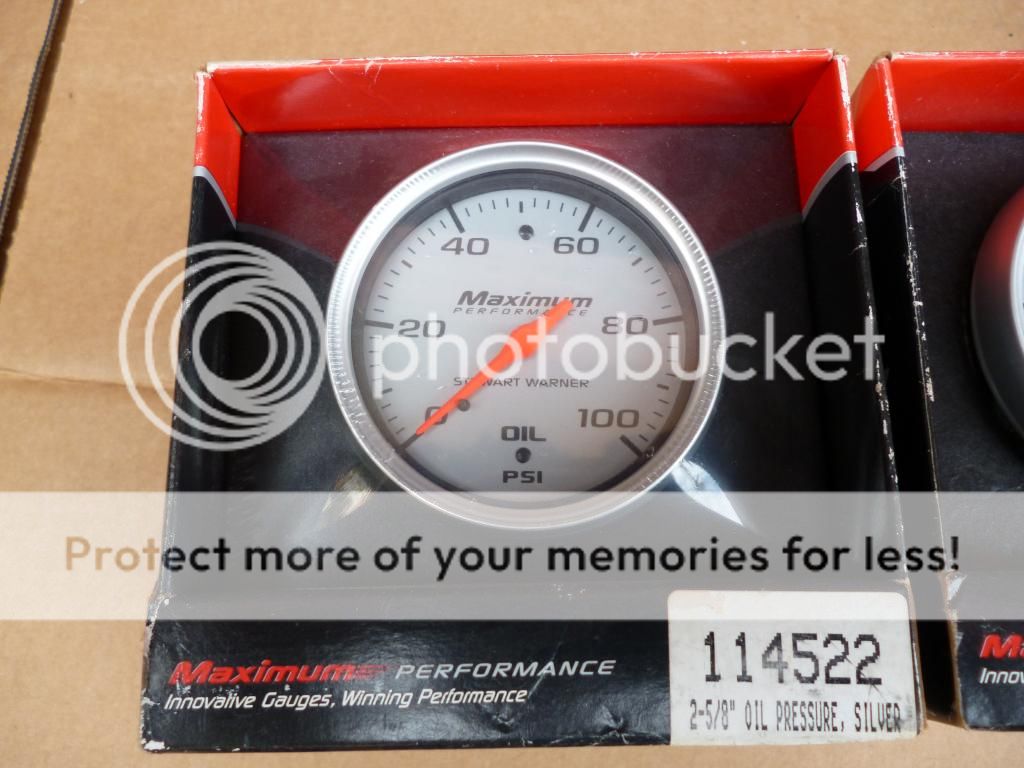 40 60
Maximum
PERFORMANCE
20 80
photobucket
STEWART WARNER
0 100
OIL
PSI
Protect more of your memories for less!
Maximum PERFORMANCE
Innovative Gauges, Winning Performance
114522
2-5/8" OIL PRESSURE, SILVER
M
Innov